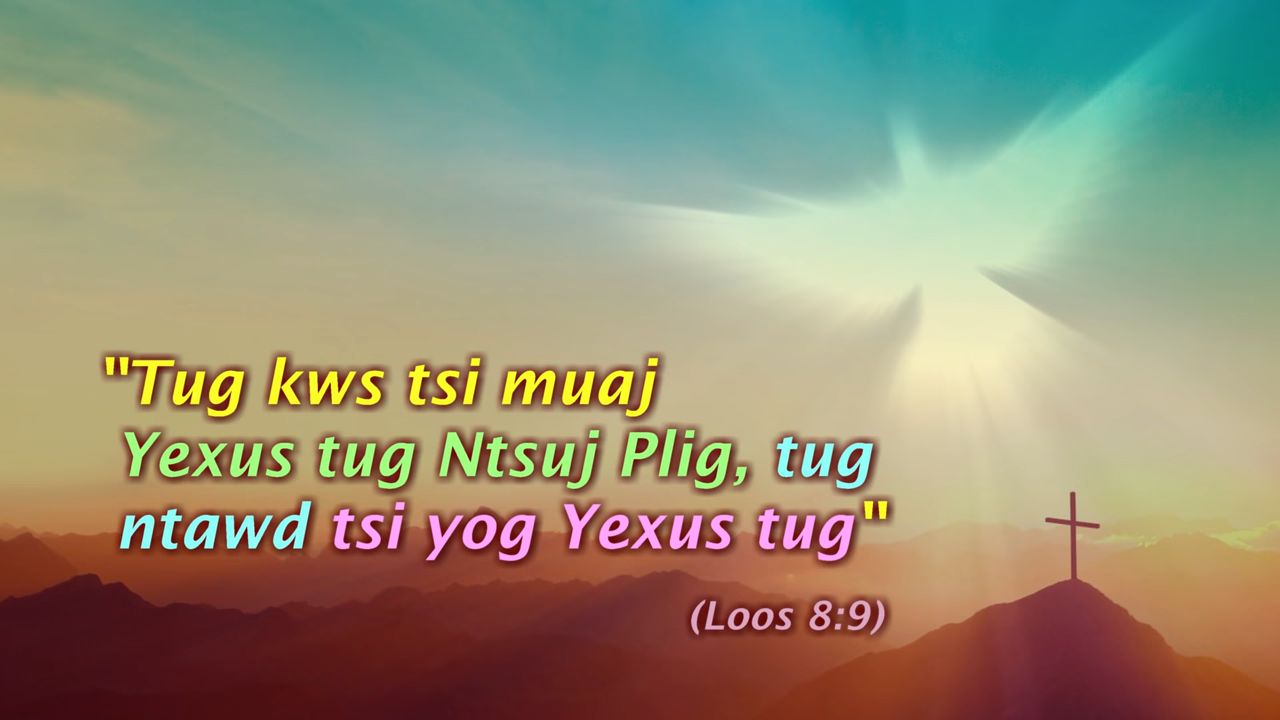 "Tug kws tsi muaj
Yexus tug Ntsuj Plig, tug
ntawd tsi yog Yexus tug"
(Loos 8:9)